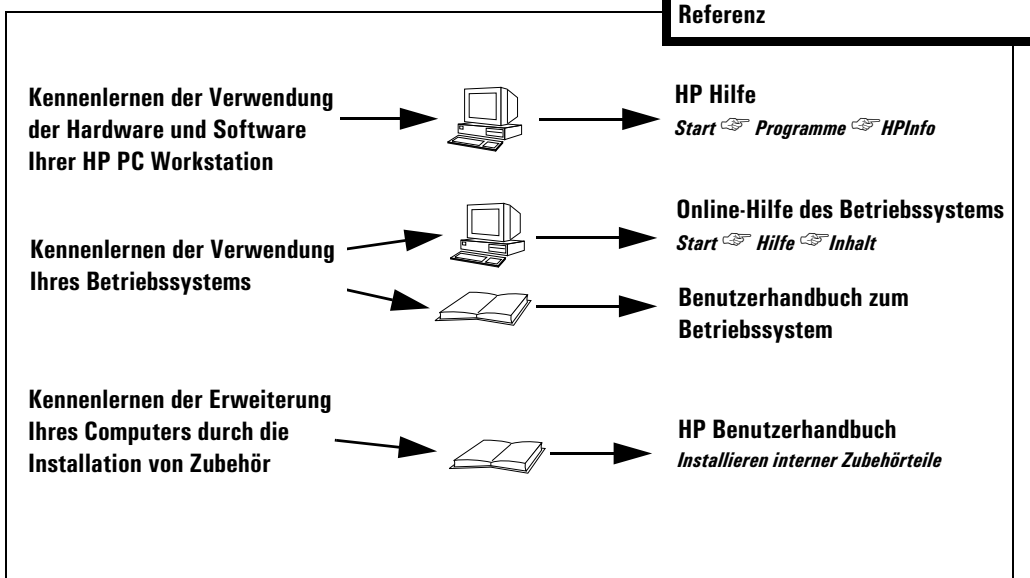 Referenz
Kennenlernen der Verwendung
der Hardware und Software
Ihrer HP PC Workstation
HP Hilfe
Start ☞ Programme ☞ HPInfo
Kennenlernen der Verwendung
Ihres Betriebssystems
Online-Hilfe des Betriebssystems
Start ☞ Hilfe ☞ Inhalt
Benutzerhandbuch zum
Betriebssystem
Kennenlernen der Erweiterung
Ihres Computers durch die
Installation von Zubehör
HP Benutzerhandbuch
Installieren interner Zubehörteile